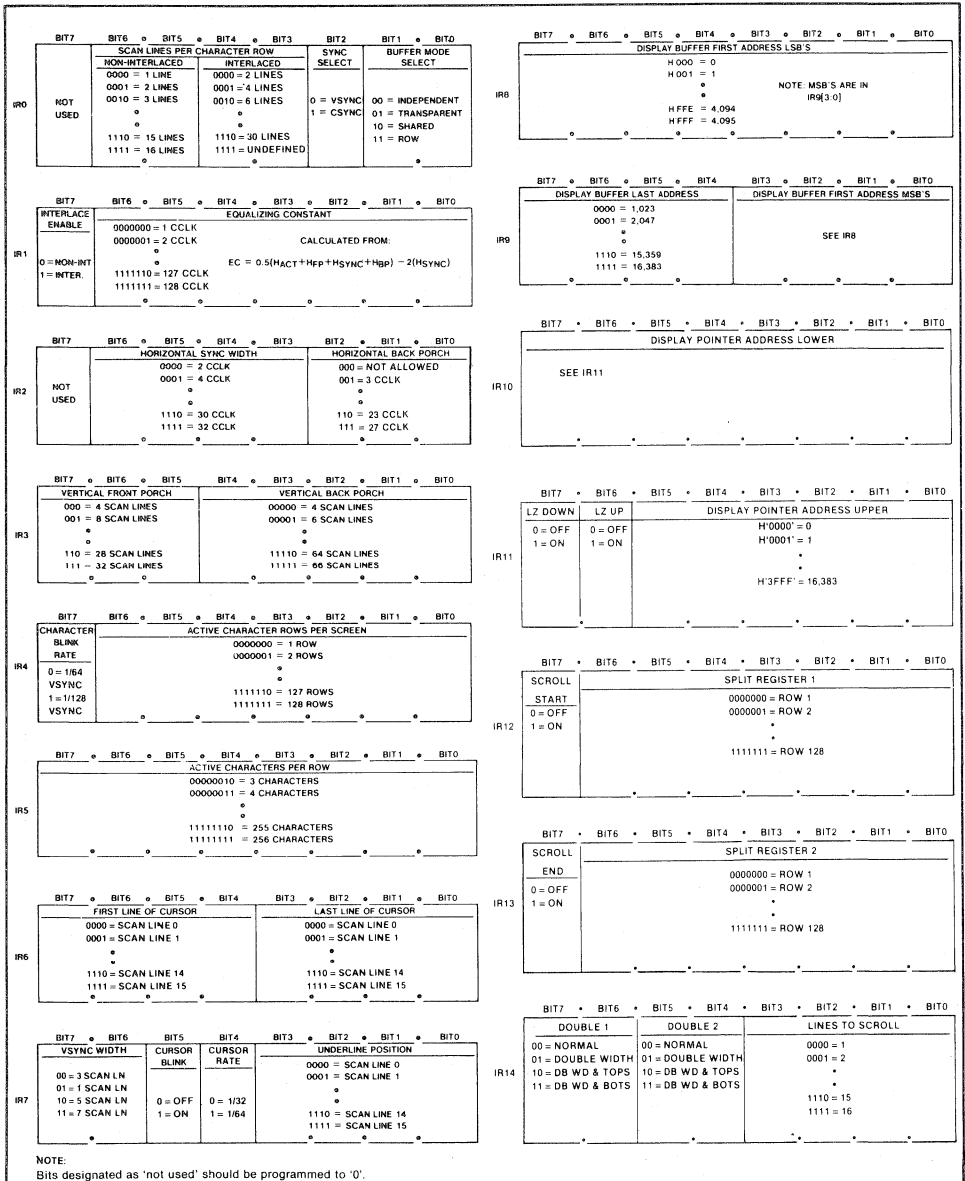 BIT7 BIT6 BIT5 BIT4 BIT3 BIT2 BIT1 BIT0
SCAN LINES PER CHARACTER ROW SYNC SELECT BUFFER MODE SELECT
NON-INTERLACED INTERLACED
0000 = 1 LINE 0000 = 2 LINES
0001 = 2 LINES 0001 = 4 LINES
IR0 NOT USED 0010 = 3 LINES 0010 = 6 LINES 0 = VSYNC 00 = INDEPENDENT
1 = CSYNC 01 = TRANSPARENT
10 = SHARED
1110 = 15 LINES 1110 = 30 LINES 11 = ROW
1111 = 16 LINES 1111 = UNDEFINED
BIT7 BIT6 BIT5 BIT4 BIT3 BIT2 BIT1 BIT0
INTERLACE ENABLE EQUALIZING CONSTANT
0000000 = 1 CCLK
0000001 = 2 CCLK CALCULATED FROM:
IR1 0 = NON-INT EC = 0.5(HACT+HFP+HSYNC+HBP) − 2(HSYNC)
1 = INTER. 1111110 = 127 CCLK
1111111 = 128 CCLK
BIT7 BIT6 BIT5 BIT4 BIT3 BIT2 BIT1 BIT0
HORIZONTAL SYNC WIDTH HORIZONTAL BACK PORCH
0000 = 2 CCLK 000 = NOT ALLOWED
0001 = 4 CCLK 001 = 3 CCLK
IR2 NOT USED
1110 = 30 CCLK 110 = 23 CCLK
1111 = 32 CCLK 111 = 27 CCLK
BIT7 BIT6 BIT5 BIT4 BIT3 BIT2 BIT1 BIT0
VERTICAL FRONT PORCH VERTICAL BACK PORCH
000 = 4 SCAN LINES 00000 = 4 SCAN LINES
001 = 8 SCAN LINES 00001 = 6 SCAN LINES
IR3
110 = 28 SCAN LINES 11110 = 64 SCAN LINES
111 = 32 SCAN LINES 11111 = 66 SCAN LINES
BIT7 BIT6 BIT5 BIT4 BIT3 BIT2 BIT1 BIT0
CHARACTER BLINK RATE ACTIVE CHARACTER ROWS PER SCREEN
0000000 = 1 ROW
0000001 = 2 ROWS
IR4 0 = 1/64 VSYNC
1 = 1/128 VSYNC 1111110 = 127 ROWS
1111111 = 128 ROWS
BIT7 BIT6 BIT5 BIT4 BIT3 BIT2 BIT1 BIT0
ACTIVE CHARACTERS PER ROW
00000010 = 3 CHARACTERS
00000011 = 4 CHARACTERS
IR5
11111110 = 255 CHARACTERS
11111111 = 256 CHARACTERS
BIT7 BIT6 BIT5 BIT4 BIT3 BIT2 BIT1 BIT0
FIRST LINE OF CURSOR LAST LINE OF CURSOR
0000 = SCAN LINE 0 0000 = SCAN LINE 0
0001 = SCAN LINE 1 0001 = SCAN LINE 1
IR6
1110 = SCAN LINE 14 1110 = SCAN LINE 14
1111 = SCAN LINE 15 1111 = SCAN LINE 15
BIT7 BIT6 BIT5 BIT4 BIT3 BIT2 BIT1 BIT0
VSYNC WIDTH CURSOR BLINK CURSOR RATE UNDERLINE POSITION
0000 = SCAN LINE 0
00 = 3 SCAN LN 0001 = SCAN LINE 1
01 = 1 SCAN LN
IR7 10 = 5 SCAN LN 0 = OFF 0 = 1/32
11 = 7 SCAN LN 1 = ON 1 = 1/64 1110 = SCAN LINE 14
1111 = SCAN LINE 15
NOTE:
Bits designated as 'not used' should be programmed to '0'.
BIT7 BIT6 BIT5 BIT4 BIT3 BIT2 BIT1 BIT0
DISPLAY BUFFER FIRST ADDRESS LSB'S
H 000 = 0
H 001 = 1
NOTE: MSB'S ARE IN
IR8 IR9[3:0]
H FFE = 4,094
H FFF = 4,095
BIT7 BIT6 BIT5 BIT4 BIT3 BIT2 BIT1 BIT0
DISPLAY BUFFER LAST ADDRESS DISPLAY BUFFER FIRST ADDRESS MSB'S
0000 = 1,023
0001 = 2,047
IR9 SEE IR8
1110 = 15,359
1111 = 16,383
BIT7 BIT6 BIT5 BIT4 BIT3 BIT2 BIT1 BIT0
DISPLAY POINTER ADDRESS LOWER
SEE IR11
IR10
BIT7 BIT6 BIT5 BIT4 BIT3 BIT2 BIT1 BIT0
LZ DOWN LZ UP DISPLAY POINTER ADDRESS UPPER
0 = OFF 0 = OFF H'0000' = 0
1 = ON 1 = ON H'0001' = 1
IR11
H'3FFF' = 16,383
BIT7 BIT6 BIT5 BIT4 BIT3 BIT2 BIT1 BIT0
SCROLL START SPLIT REGISTER 1
0000000 = ROW 1
0 = OFF 0000001 = ROW 2
IR12 1 = ON
1111111 = ROW 128
BIT7 BIT6 BIT5 BIT4 BIT3 BIT2 BIT1 BIT0
SCROLL END SPLIT REGISTER 2
0000000 = ROW 1
0 = OFF 0000001 = ROW 2
IR13 1 = ON
1111111 = ROW 128
BIT7 BIT6 BIT5 BIT4 BIT3 BIT2 BIT1 BIT0
DOUBLE 1 DOUBLE 2 LINES TO SCROLL
00 = NORMAL 00 = NORMAL 0000 = 1
01 = DOUBLE WIDTH 01 = DOUBLE WIDTH 0001 = 2
IR14 10 = DB WD & TOPS 10 = DB WD & TOPS
11 = DB WD & BOTS 11 = DB WD & BOTS
1110 = 15
1111 = 16